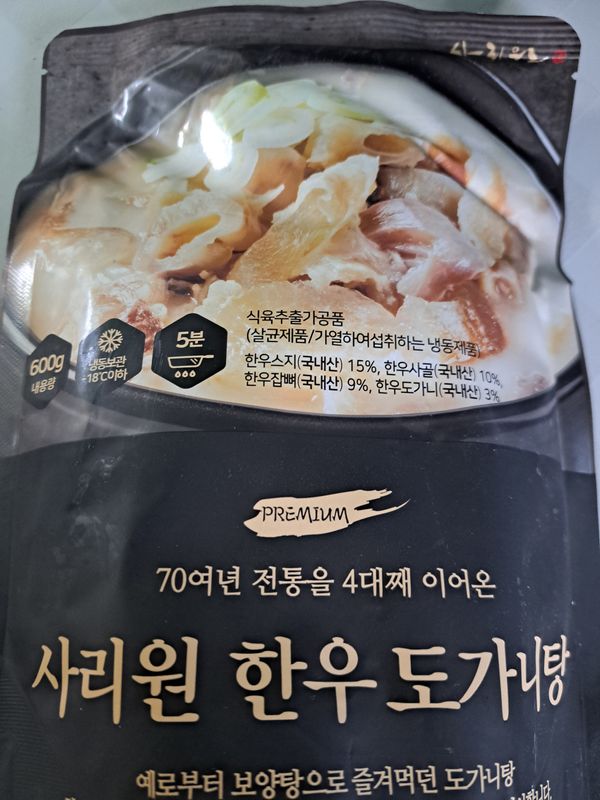 사리원
식육추출가공품
(살균제품/가열하여섭취하는 냉동제품)
한우스지(국내산) 15%, 한우사골(국내산) 10%,
한우잡뼈(국내산) 9%, 한우도가니(국내산) 3%
600g
내용량
냉동보관
-18℃이하
5분
PREMIUM
70여년 전통을 4대째 이어온
사리원 한우 도가니탕
예로부터 보양탕으로 즐겨먹던 도가니탕